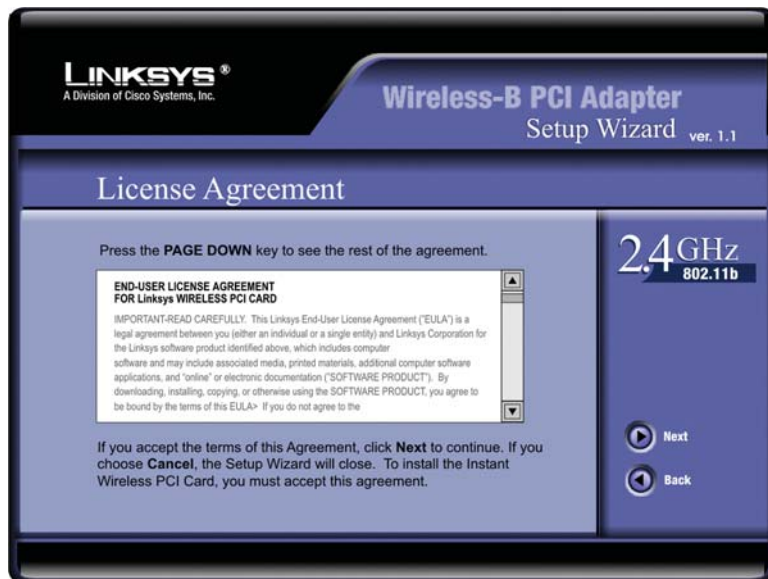 LINKSYS®
A Division of Cisco Systems, Inc.
Wireless-B PCI Adapter
Setup Wizard ver. 1.1
License Agreement
Press the PAGE DOWN key to see the rest of the agreement.
END-USER LICENSE AGREEMENT
FOR Linksys WIRELESS PCI CARD
IMPORTANT-READ CAREFULLY. This Linksys End-User License Agreement ("EULA") is a
legal agreement between you (either an individual or a single entity) and Linksys Corporation for
the Linksys software product identified above, which includes computer
software and may include associated media, printed materials, additional computer software
applications, and "online" or electronic documentation ("SOFTWARE PRODUCT"). By
downloading, installing, copying, or otherwise using the SOFTWARE PRODUCT, you agree to
be bound by the terms of this EULA> If you do not agree to the
If you accept the terms of this Agreement, click Next to continue. If you
choose Cancel, the Setup Wizard will close. To install the Instant
Wireless PCI Card, you must accept this agreement.
2.4GHz
802.11b
Next
Back